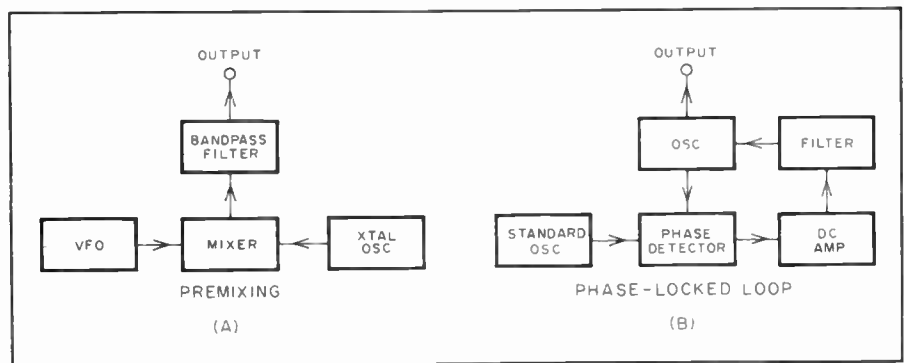 OUTPUT
BANDPASS
FILTER
VFO
MIXER
XTAL
OSC
PREMIXING
(A)
OUTPUT
OSC
FILTER
STANDARD
OSC
PHASE
DETECTOR
DC
AMP
PHASE-LOCKED LOOP
(B)